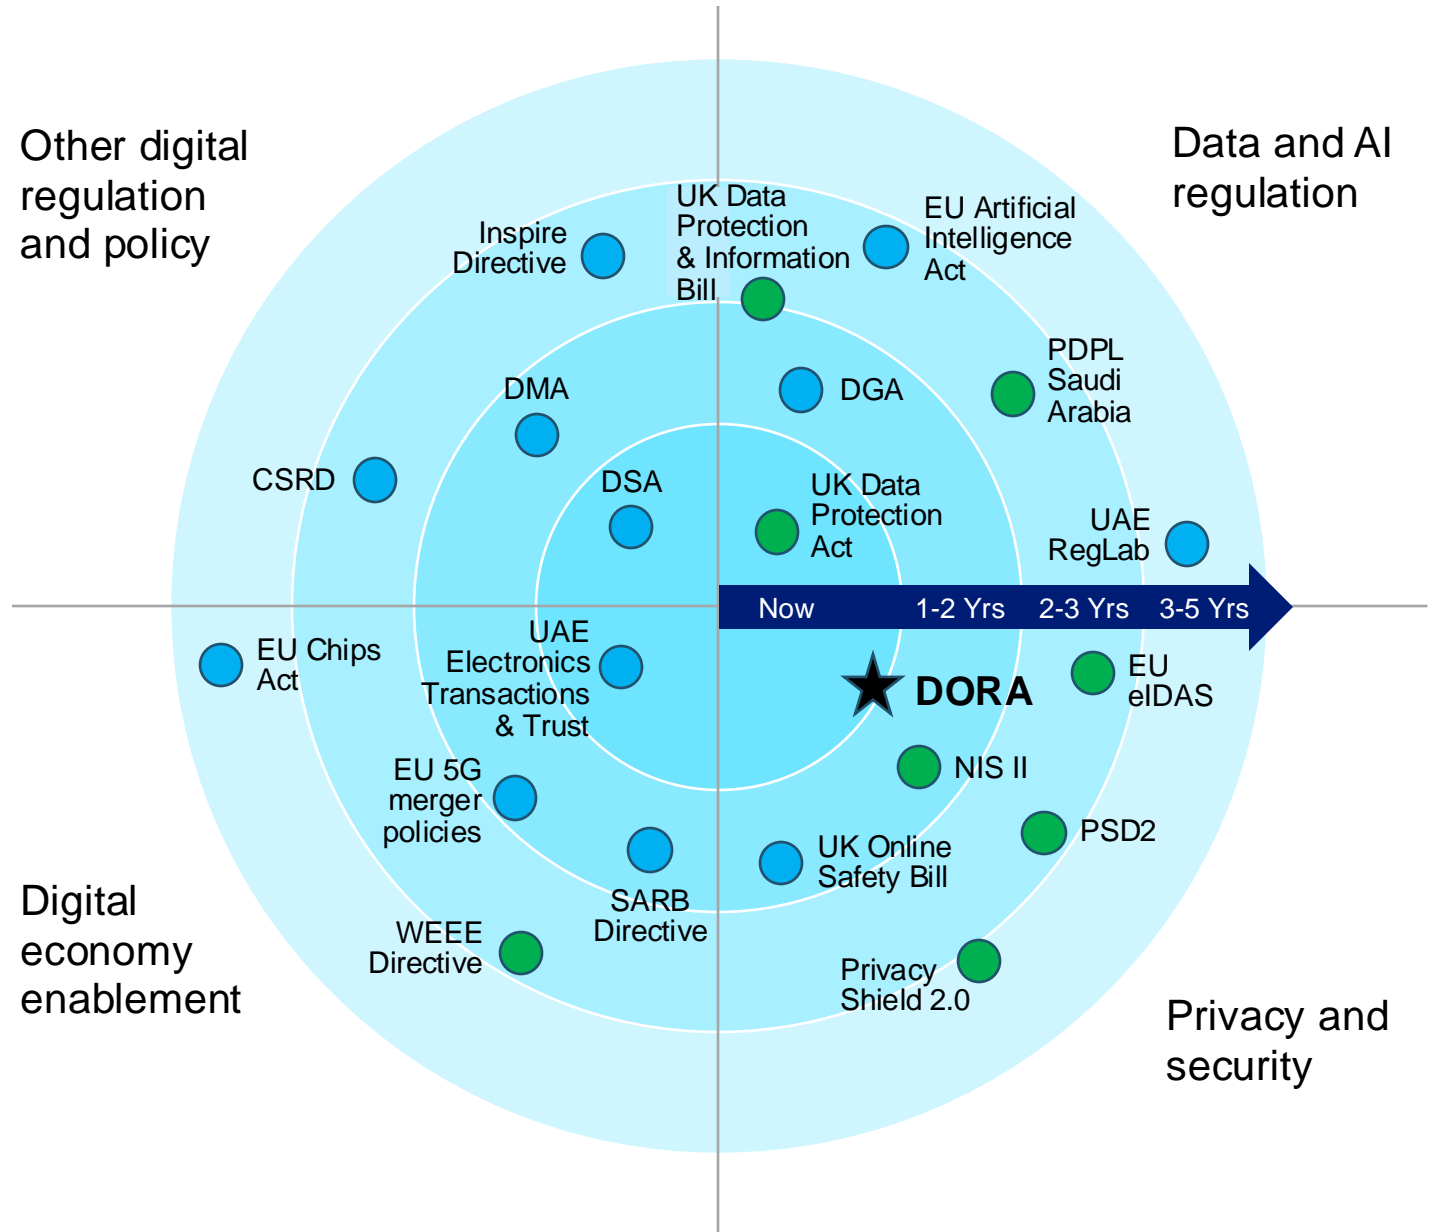 Other digital
regulation
and policy
Data and AI
regulation
Inspire
Directive
UK Data
Protection
& Information
Bill
EU Artificial
Intelligence
Act
DMA
DGA
PDPL
Saudi
Arabia
CSRD
DSA
UK Data
Protection
Act
UAE
RegLab
Now
1-2 Yrs
2-3 Yrs
3-5 Yrs
EU Chips
Act
UAE
Electronics
Transactions
& Trust
DORA
EU
eIDAS
EU 5G
merger
policies
NIS II
PSD2
SARB
Directive
UK Online
Safety Bill
WEEE
Directive
Privacy
Shield 2.0
Digital
economy
enablement
Privacy and
security